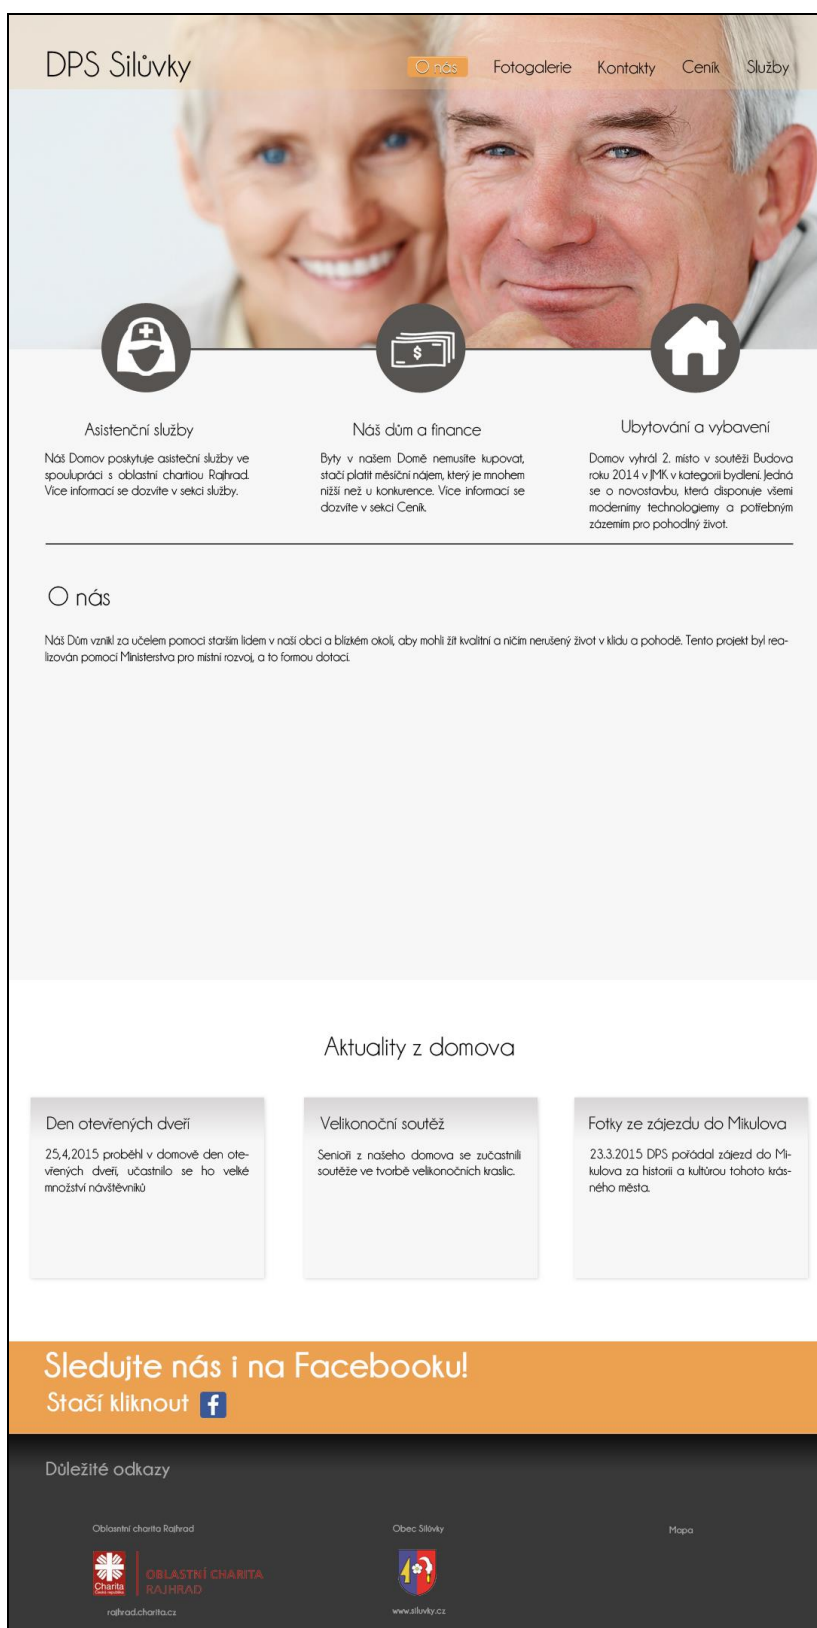 DPS Silůvky
O nás
Fotogalerie
Kontakty
Ceník
Služby
$
Asistenční služby
Náš Domov poskytuje asisteční služby ve
spoulupráci s oblastní chartiou Rajhrad.
Více informací se dozvíte v sekci služby.
Náš dům a finance
Byty v našem Domě nemusíte kupovat,
stačí platit měsíční nájem, který je mnohem
nižší než u konkurence. Více informací se
dozvíte v sekci Ceník.
Ubytování a vybavení
Domov vyhrál 2. místo v soutěži Budova
roku 2014 v JMK v kategorii bydlení. Jedná
se o novostavbu, která disponuje všemi
moderními technologiemy a potřebným
zázemím pro pohodlný život.
O nás
Náš Dům vznikl za učelem pomoci starším lidem v naší obci a blízkém okolí, aby mohli žít kvalitní a ničím nerušený život v klidu a pohodě. Tento projekt byl rea-
lizován pomocí Ministerstva pro místní rozvoj, a to formou dotací.
Aktuality z domova
Den otevřených dveří
25,4,2015 proběhl v domově den ote-
vřených dveří, učastnilo se ho velké
množství návštěvníků
Velikonoční soutěž
Senioři z našeho domova se zučastnili
soutěže ve tvorbě velikonočních kraslic.
Fotky ze zájezdu do Mikulova
23.3.2015 DPS pořádal zájezd do Mi-
kulova za historií a kultůrou tohoto krás-
ného města.
Sledujte nás i na Facebooku!
Stačí kliknout
f
Důležité odkazy
Oblasntní charita Rajhrad
Charita
Česká republika
OBLASTNÍ CHARITA
RAJHRAD
rajhrad.charita.cz
Obec Silůvky
www.siluvky.cz
Mapa